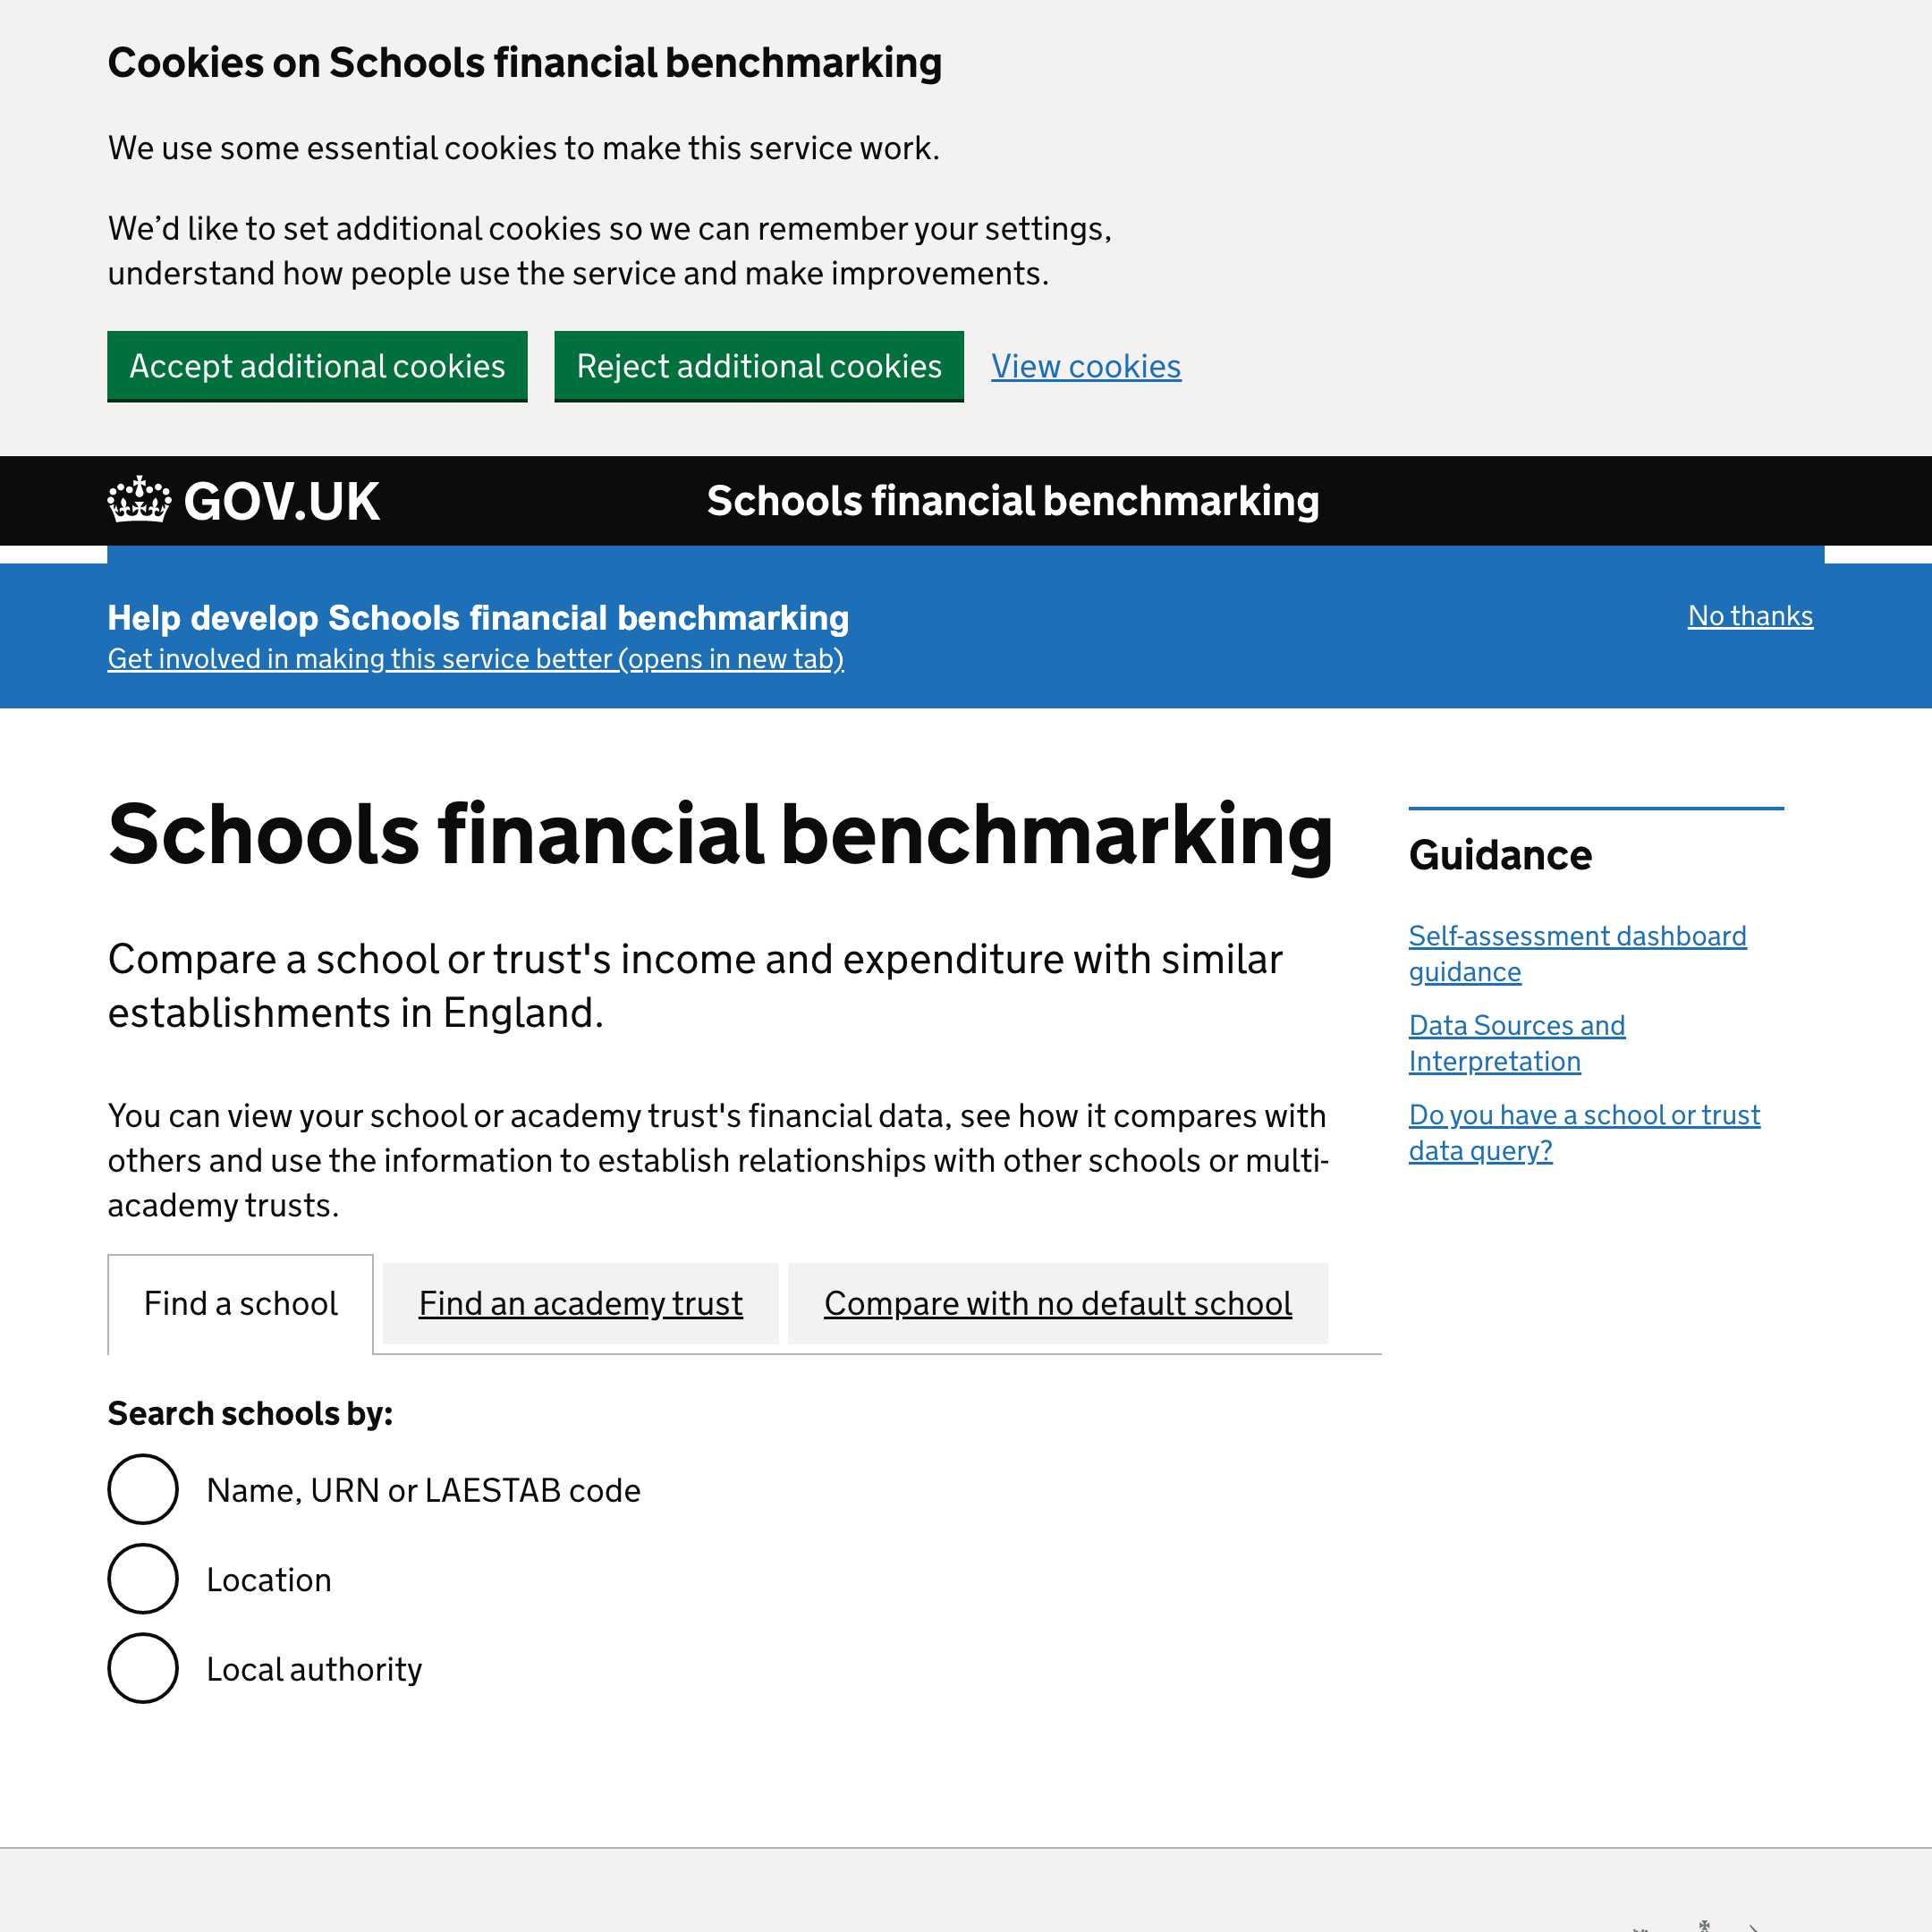 Cookies on Schools financial benchmarking
We use some essential cookies to make this service work.
We’d like to set additional cookies so we can remember your settings,
understand how people use the service and make improvements.
Accept additional cookies
Reject additional cookies
View cookies
GOV.UK
Schools financial benchmarking
Help develop Schools financial benchmarking
No thanks
Get involved in making this service better (opens in new tab)
Schools financial benchmarking
Compare a school or trust's income and expenditure with similar
establishments in England.
You can view your school or academy trust's financial data, see how it compares with
others and use the information to establish relationships with other schools or multi-
academy trusts.
Find a school
Find an academy trust
Compare with no default school
Search schools by:
Name, URN or LAESTAB code
Location
Local authority
Guidance
Self-assessment dashboard
guidance
Data Sources and
Interpretation
Do you have a school or trust
data query?